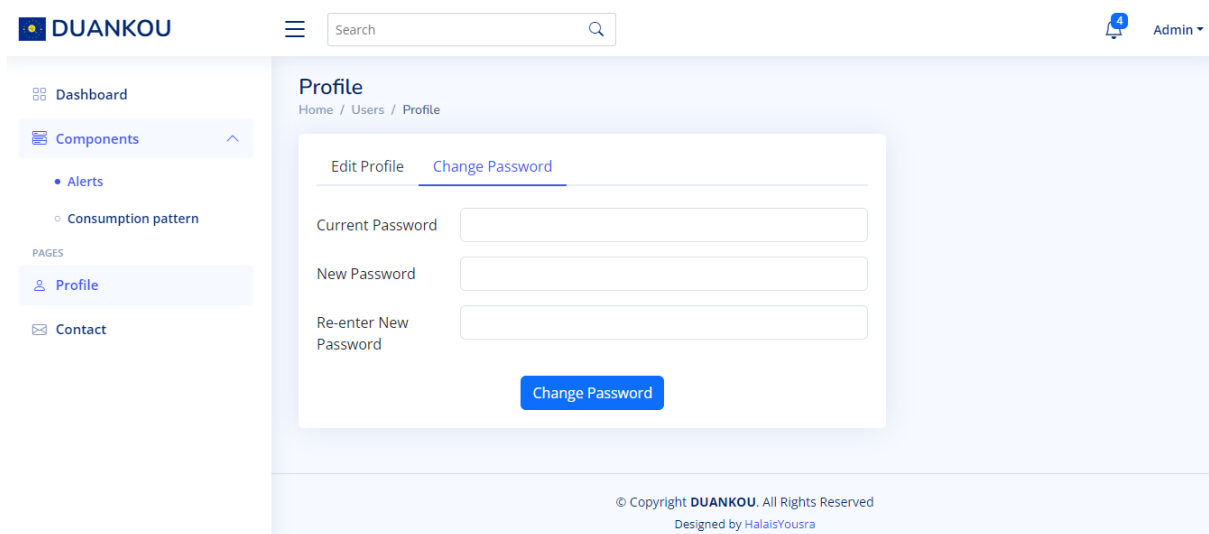 DUANKOU
Search
4
Admin
Dashboard
Components
Alerts
Consumption pattern
PAGES
Profile
Contact
Profile
Home / Users / Profile
Edit Profile Change Password
Current Password
New Password
Re-enter New
Password
Change Password
© Copyright DUANKOU. All Rights Reserved
Designed by HalaisYousra